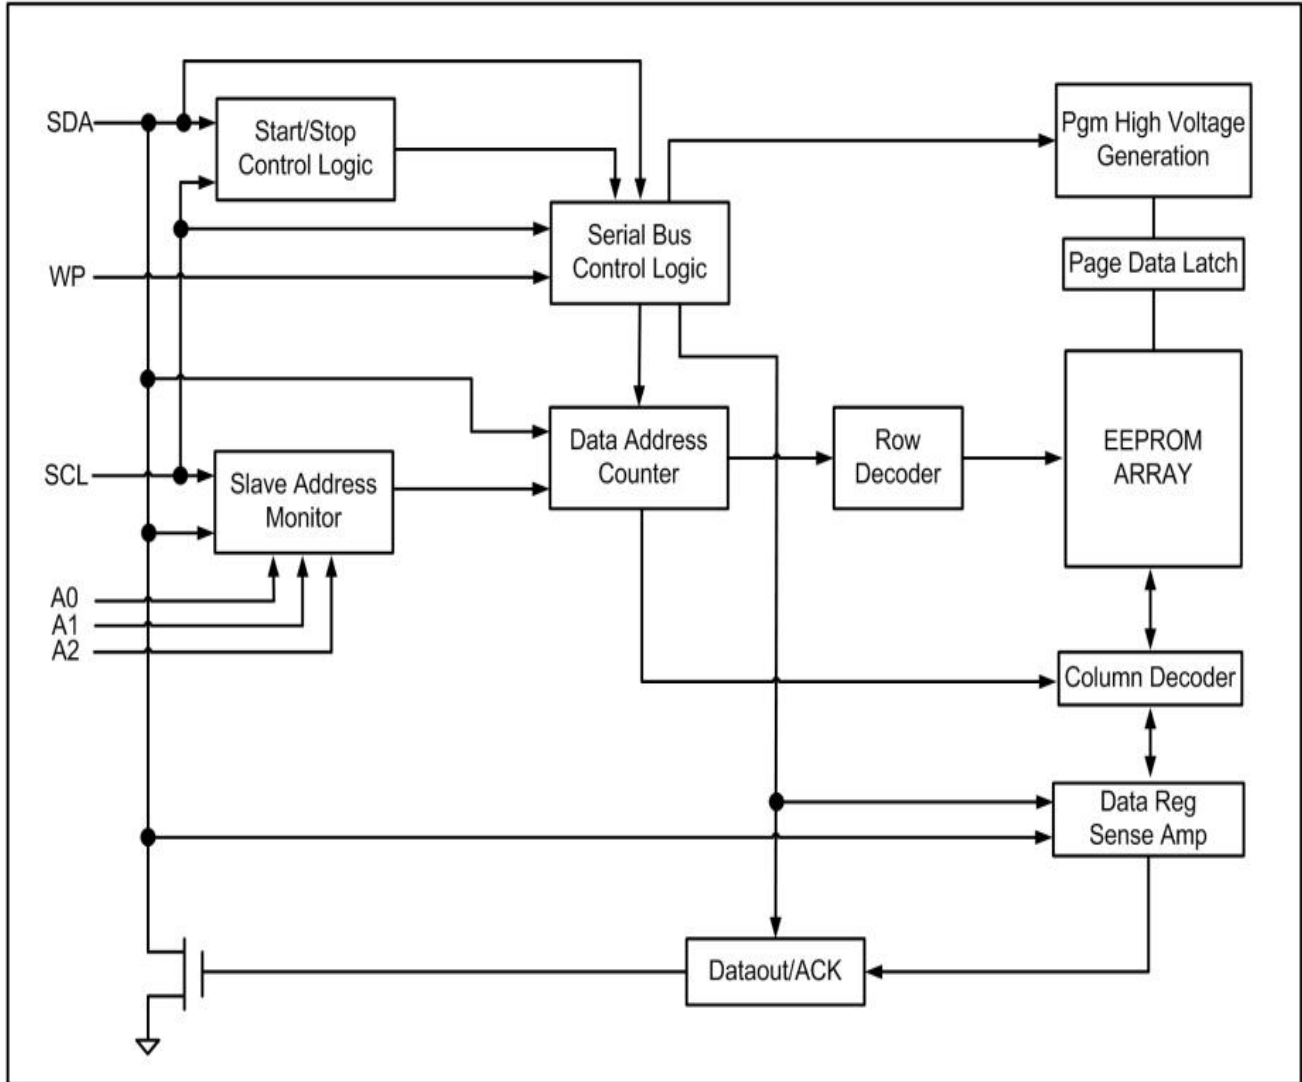 SDA
Start/Stop
Control Logic
Pgm High Voltage
Generation
Serial Bus
Control Logic
WP
Page Data Latch
Data Address
Counter
Row
Decoder
EEPROM
ARRAY
SCL
Slave Address
Monitor
A0
A1
A2
Column Decoder
Data Reg
Sense Amp
Dataout/ACK